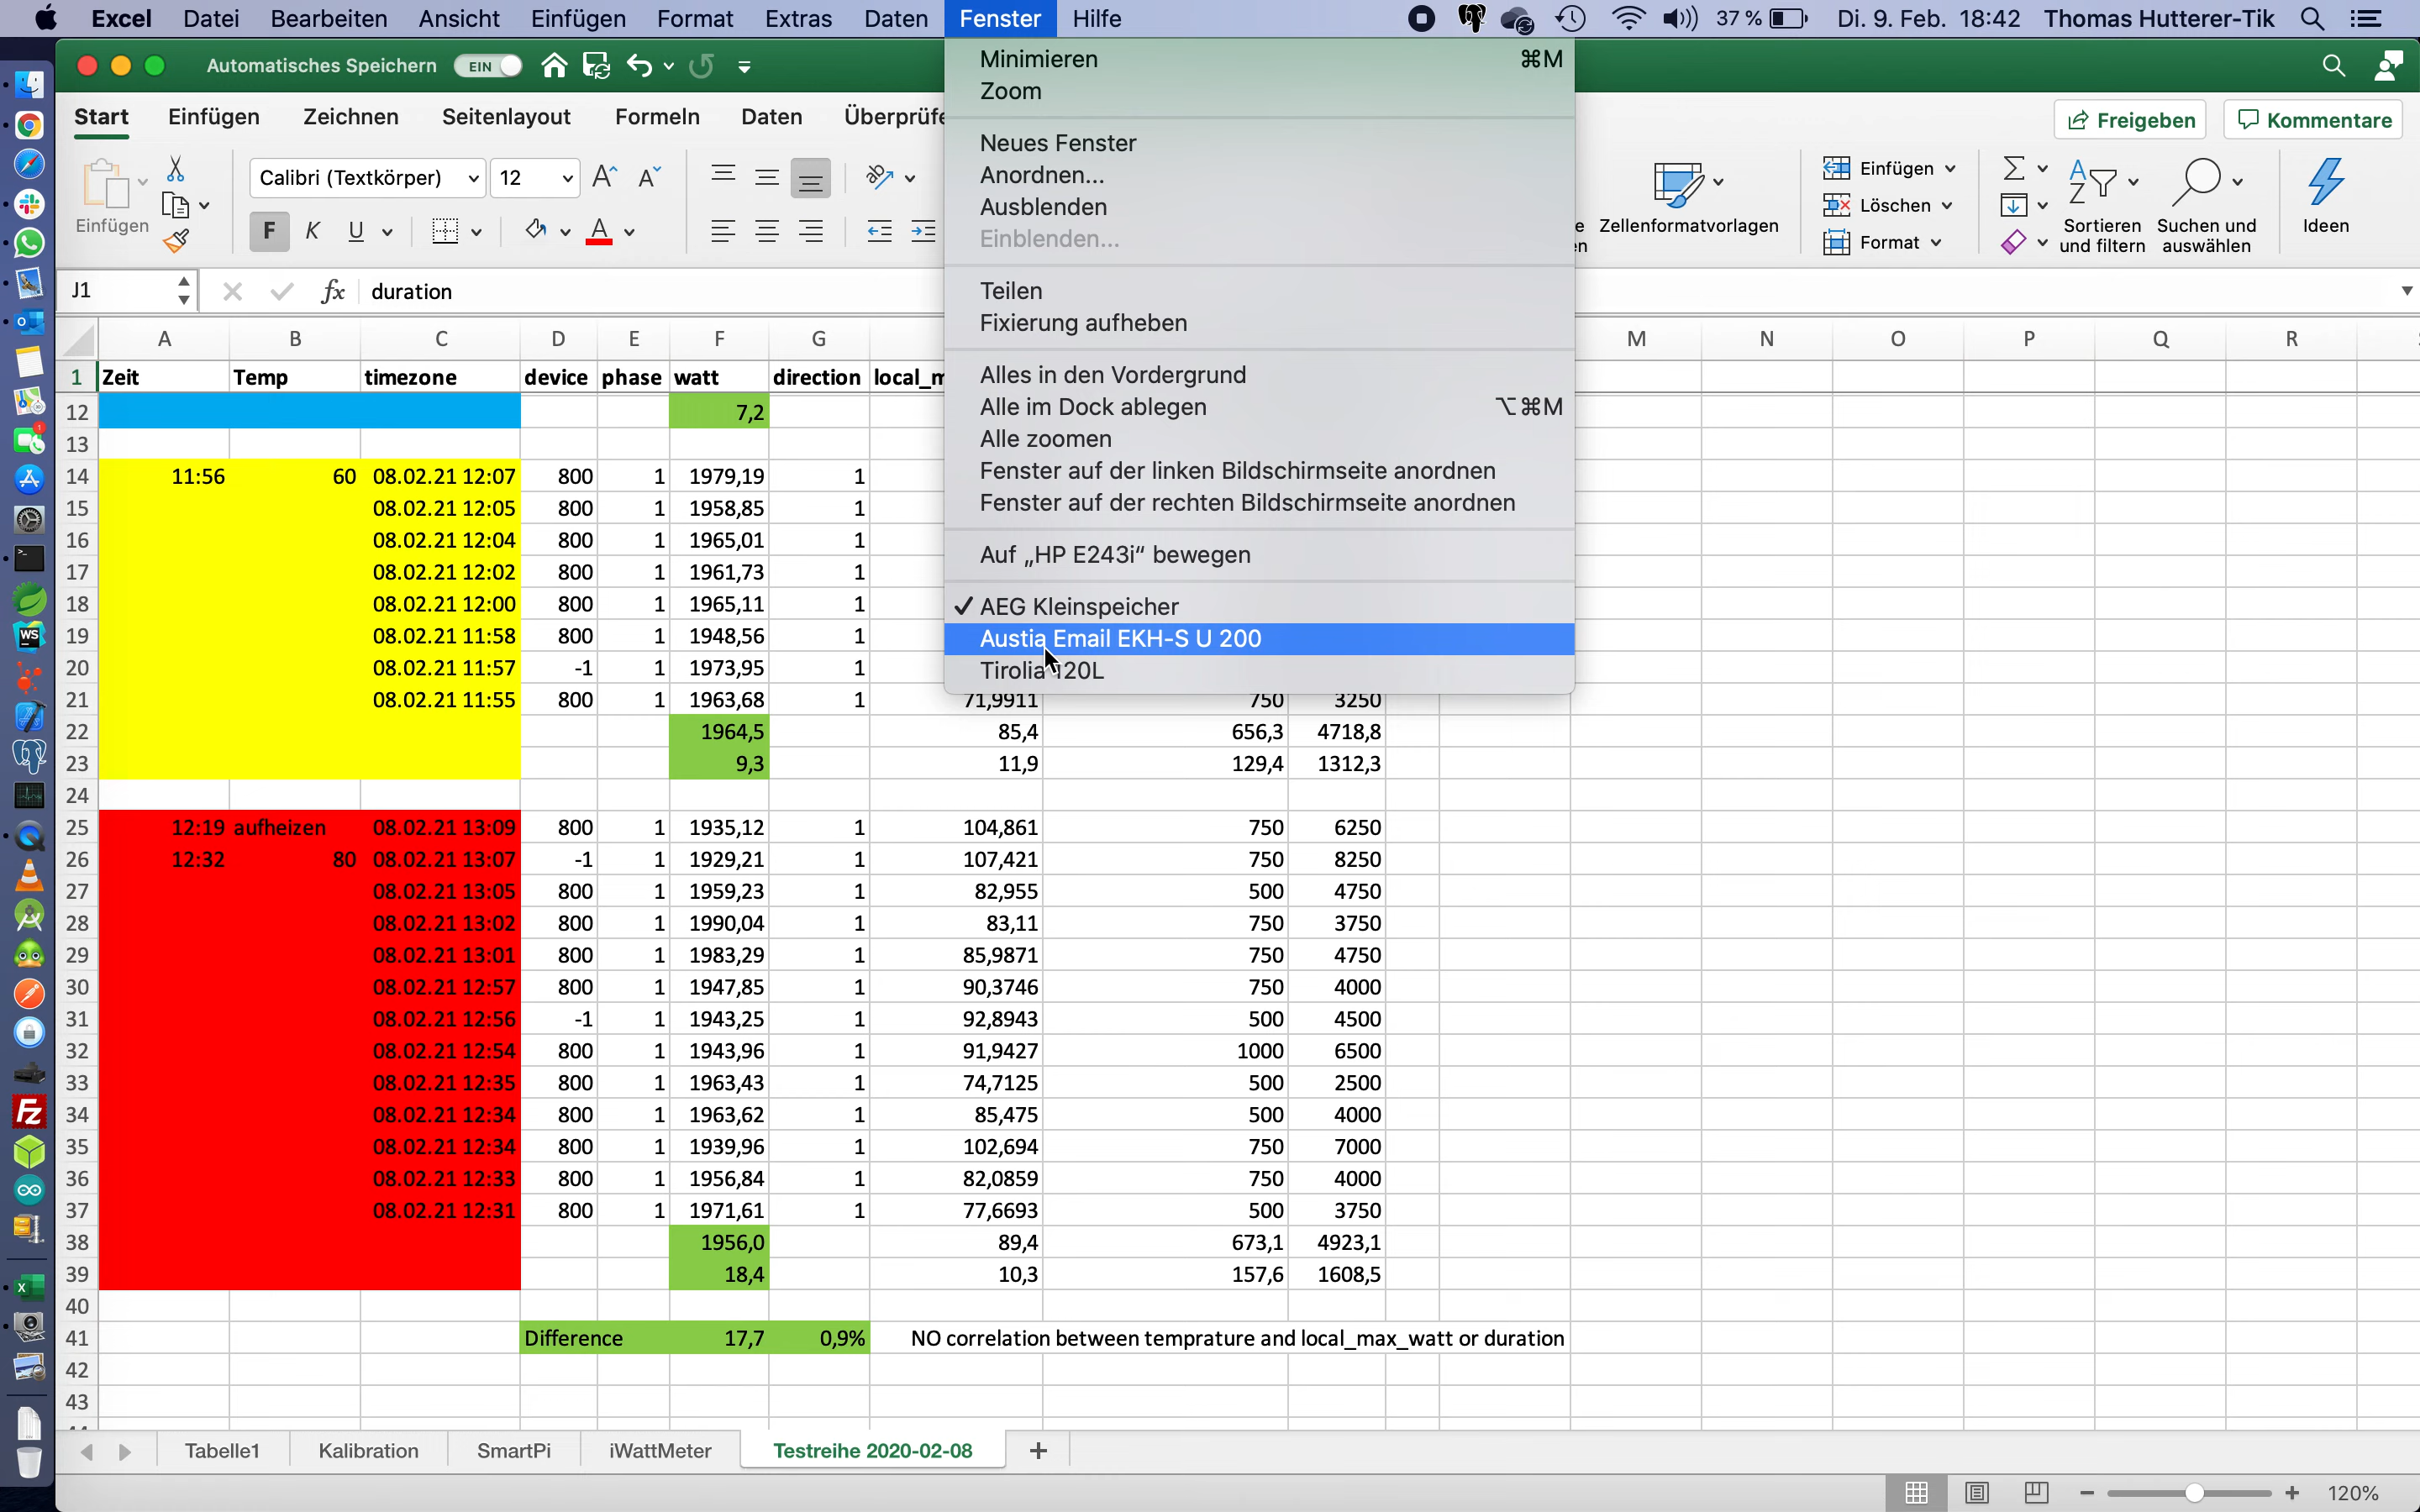 Excel Datei Bearbeiten Ansicht Einfügen Format Extras Daten Fenster Hilfe 37 % Di. 9. Feb. 18:42 Thomas Hutterer-Tik
Automatisches Speichern EIN
Start Einfügen Zeichnen Seitenlayout Formeln Daten Überprüfe Freigeben Kommentare
Einfügen Calibri (Textkörper) 12
F K U A
Zellenformatvorlagen
Einfügen
Löschen
Format
Sortieren und filtern
Suchen und auswählen
Ideen
J1 fx duration
Minimieren ⌘M
Zoom
Neues Fenster
Anordnen...
Ausblenden
Einblenden...
Teilen
Fixierung aufheben
Alles in den Vordergrund
Alle im Dock ablegen ⌥⌘M
Alle zoomen
Fenster auf der linken Bildschirmseite anordnen
Fenster auf der rechten Bildschirmseite anordnen
Auf „HP E243i“ bewegen
✓ AEG Kleinspeicher
Austia Email EKH-S U 200
Tirolia 120L
A B C D E F G M N O P Q R
1 Zeit Temp timezone device phase watt direction local_m
12 7,2
13
14 11:56 60 08.02.21 12:07 800 1 1979,19 1
15 08.02.21 12:05 800 1 1958,85 1
16 08.02.21 12:04 800 1 1965,01 1
17 08.02.21 12:02 800 1 1961,73 1
18 08.02.21 12:00 800 1 1965,11 1
19 08.02.21 11:58 800 1 1948,56 1
20 08.02.21 11:57 -1 1 1973,95 1
21 08.02.21 11:55 800 1 1963,68 1 71,9911 750 3250
22 1964,5 85,4 656,3 4718,8
23 9,3 11,9 129,4 1312,3
24
25 12:19 aufheizen 08.02.21 13:09 800 1 1935,12 1 104,861 750 6250
26 12:32 80 08.02.21 13:07 -1 1 1929,21 1 107,421 750 8250
27 08.02.21 13:05 800 1 1959,23 1 82,955 500 4750
28 08.02.21 13:02 800 1 1990,04 1 83,11 750 3750
29 08.02.21 13:01 800 1 1983,29 1 85,9871 750 4750
30 08.02.21 12:57 800 1 1947,85 1 90,3746 750 4000
31 08.02.21 12:56 -1 1 1943,25 1 92,8943 500 4500
32 08.02.21 12:54 800 1 1943,96 1 91,9427 1000 6500
33 08.02.21 12:35 800 1 1963,43 1 74,7125 500 2500
34 08.02.21 12:34 800 1 1963,62 1 85,475 500 4000
35 08.02.21 12:34 800 1 1939,96 1 102,694 750 7000
36 08.02.21 12:33 800 1 1956,84 1 82,0859 750 4000
37 08.02.21 12:31 800 1 1971,61 1 77,6693 500 3750
38 1956,0 89,4 673,1 4923,1
39 18,4 10,3 157,6 1608,5
40
41 Difference 17,7 0,9% NO correlation between temprature and local_max_watt or duration
42
43
Tabelle1 Kalibration SmartPi iWattMeter Testreihe 2020-02-08 +
120%